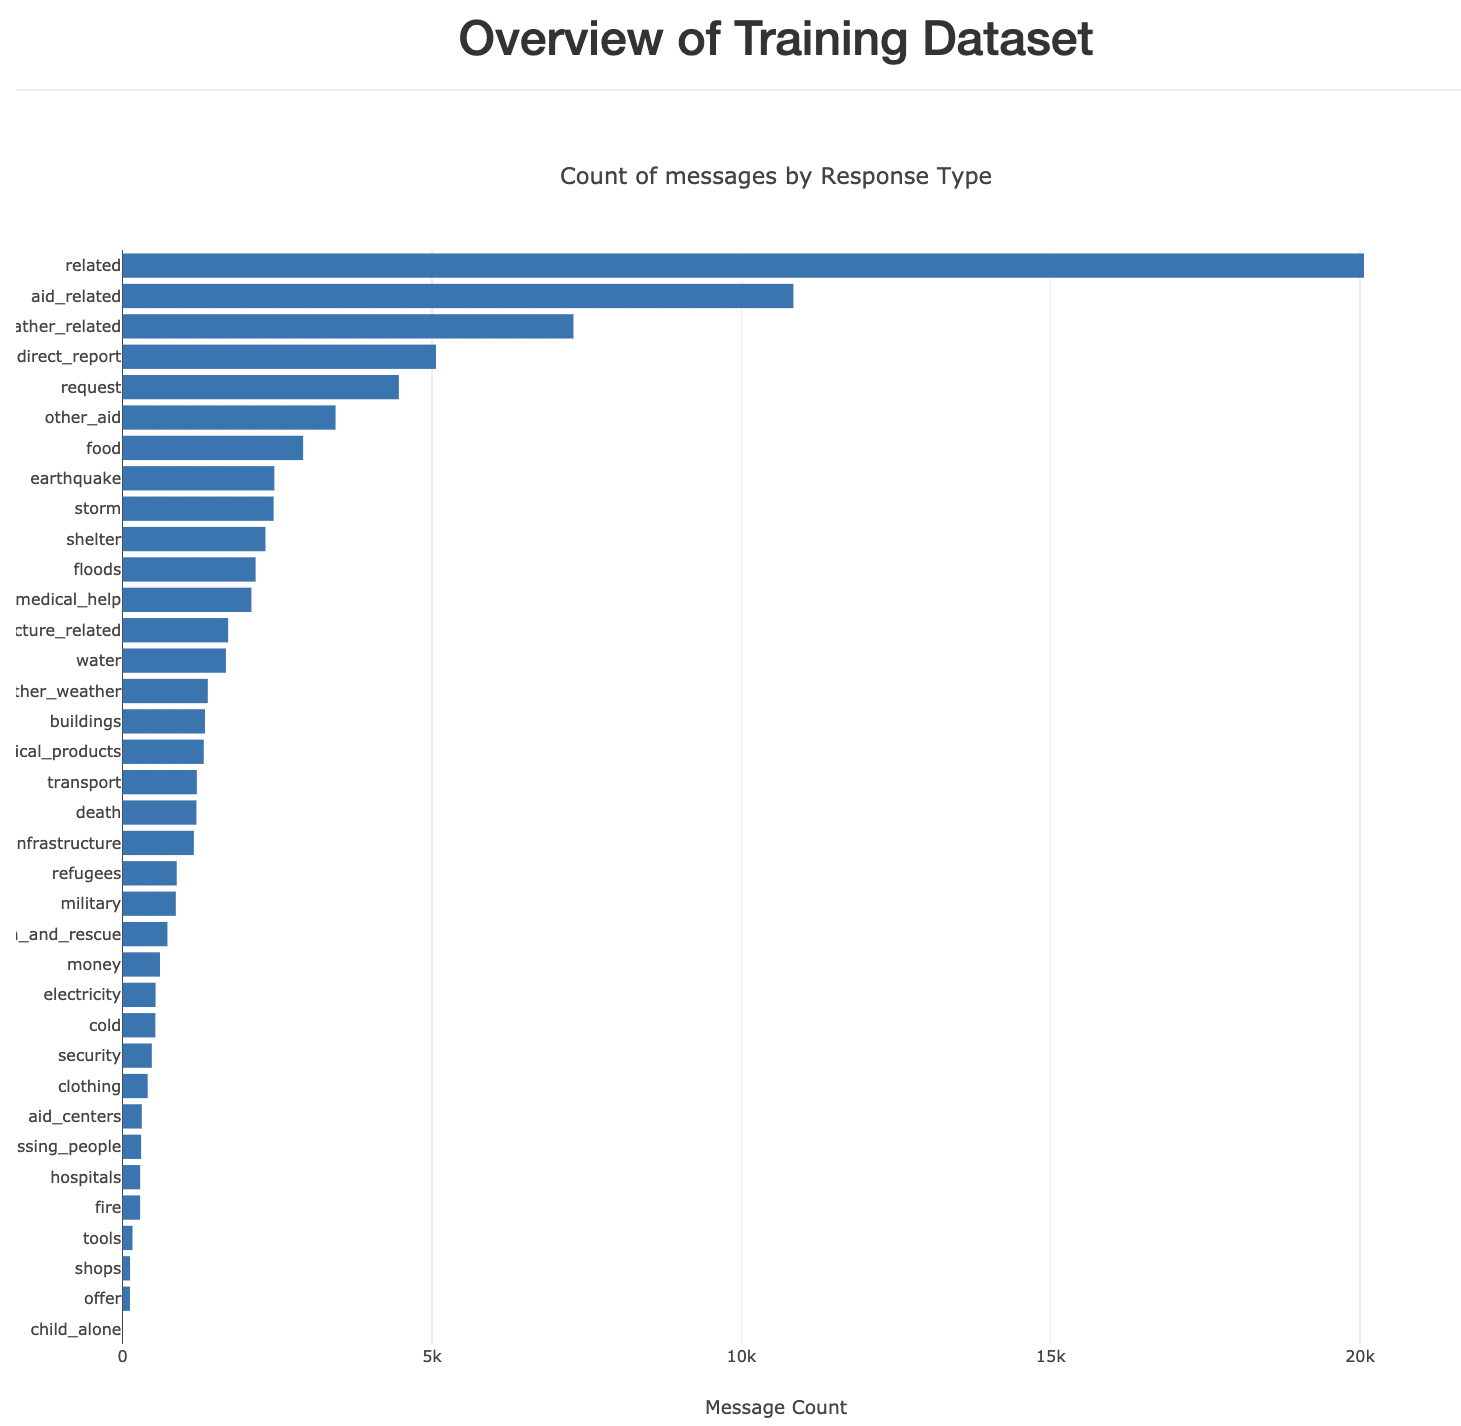 Overview of Training Dataset
Count of messages by Response Type
related
aid_related
ather_related
direct_report
request
other_aid
food
earthquake
storm
shelter
floods
medical_help
cture_related
water
ther_weather
buildings
ical_products
transport
death
nfrastructure
refugees
military
_and_rescue
money
electricity
cold
security
clothing
aid_centers
ssing_people
hospitals
fire
tools
shops
offer
child_alone
0 5k 10k 15k 20k
Message Count